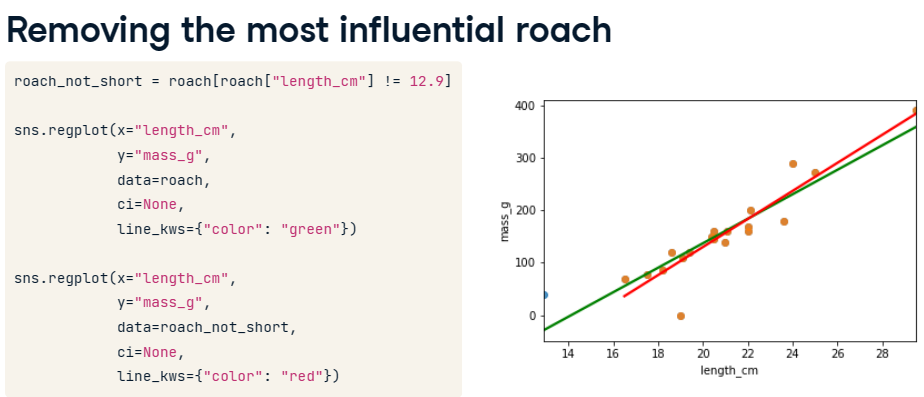 Removing the most influential roach
roach_not_short = roach[roach["length_cm"] != 12.9]
sns.regplot(x="length_cm",
y="mass_g",
data=roach,
ci=None,
line_kws={"color": "green"})
sns.regplot(x="length_cm",
y="mass_g",
data=roach_not_short,
ci=None,
line_kws={"color": "red"})
400
300
200
100
0
mass_g
14 16 18 20 22 24 26 28
length_cm